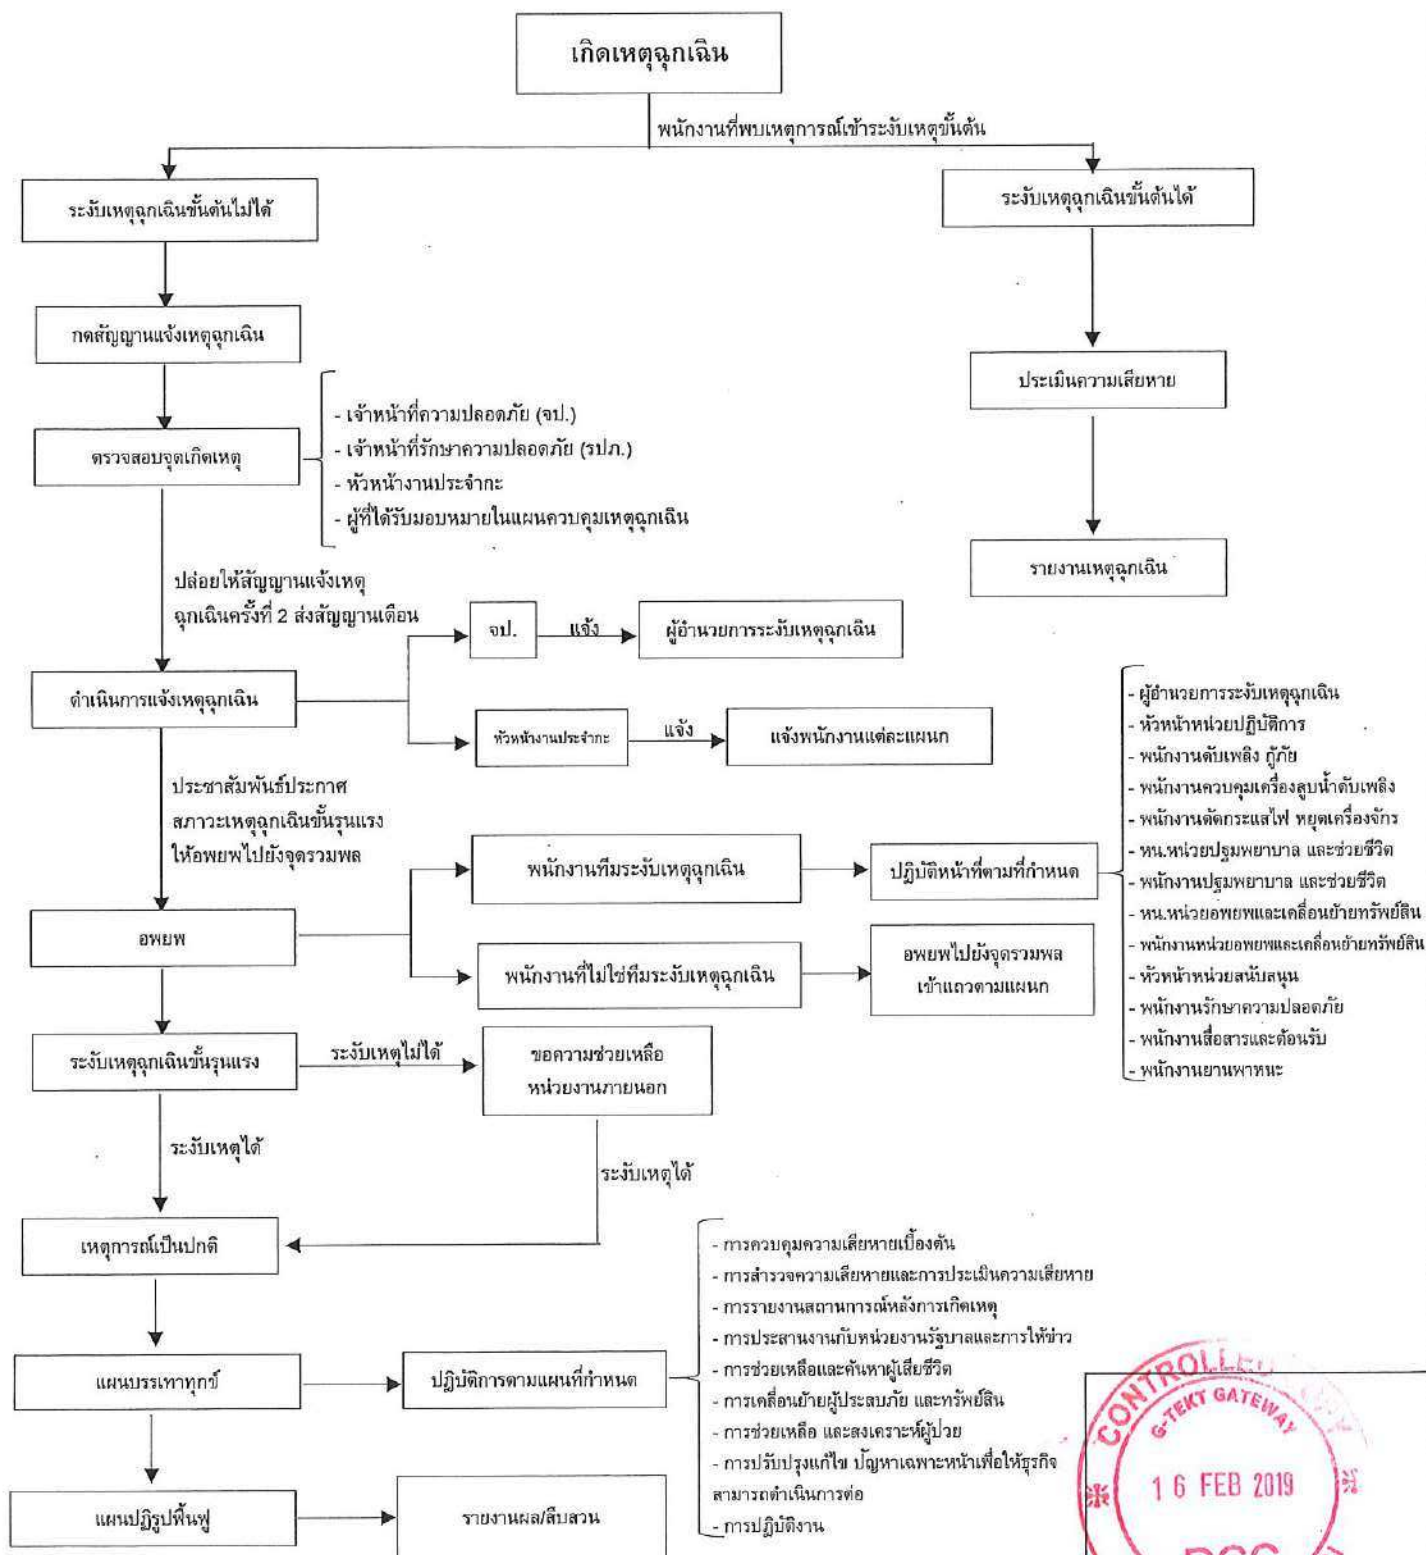 เกิดเหตุฉุกเฉิน
พนักงานที่พบเหตุการณ์เข้าระงับเหตุขั้นต้น
ระงับเหตุฉุกเฉินขั้นต้นไม่ได้
ระงับเหตุฉุกเฉินขั้นต้นได้
กดสัญญานแจ้งเหตุฉุกเฉิน
ประเมินความเสียหาย
ตรวจสอบจุดเกิดเหตุ
- เจ้าหน้าที่ความปลอดภัย (จป.)
- เจ้าหน้าที่รักษาความปลอดภัย (รปภ.)
- หัวหน้างานประจำกะ
- ผู้ที่ได้รับมอบหมายในแผนควบคุมเหตุฉุกเฉิน
รายงานเหตุฉุกเฉิน
ปล่อยให้สัญญานแจ้งเหตุ
ฉุกเฉินครั้งที่ 2 ส่งสัญญานเตือน
จป.
แจ้ง
ผู้อำนวยการระงับเหตุฉุกเฉิน
ดำเนินการแจ้งเหตุฉุกเฉิน
หัวหน้างานประจำกะ
แจ้ง
แจ้งพนักงานแต่ละแผนก
ประชาสัมพันธ์ประกาศ
สภาวะเหตุฉุกเฉินขั้นรุนแรง
ให้อพยพไปยังจุดรวมพล
พนักงานทีมระงับเหตุฉุกเฉิน
ปฏิบัติหน้าที่ตามที่กำหนด
- ผู้อำนวยการระงับเหตุฉุกเฉิน
- หัวหน้าหน่วยปฏิบัติการ
- พนักงานดับเพลิง กู้ภัย
- พนักงานควบคุมเครื่องสูบน้ำดับเพลิง
- พนักงานตัดกระแสไฟ หยุดเครื่องจักร
- หน.หน่วยปฐมพยาบาล และช่วยชีวิต
- พนักงานปฐมพยาบาล และช่วยชีวิต
- หน.หน่วยอพยพและเคลื่อนย้ายทรัพย์สิน
- พนักงานหน่วยอพยพและเคลื่อนย้ายทรัพย์สิน
- หัวหน้าหน่วยสนับสนุน
- พนักงานรักษาความปลอดภัย
- พนักงานสื่อสารและต้อนรับ
- พนักงานยานพาหนะ
อพยพ
พนักงานที่ไม่ใช่ทีมระงับเหตุฉุกเฉิน
อพยพไปยังจุดรวมพล
เข้าแถวตามแผนก
ระงับเหตุฉุกเฉินขั้นรุนแรง
ระงับเหตุไม่ได้
ขอความช่วยเหลือ
หน่วยงานภายนอก
ระงับเหตุได้
ระงับเหตุได้
เหตุการณ์เป็นปกติ
แผนบรรเทาทุกข์
ปฏิบัติการตามแผนที่กำหนด
- การควบคุมความเสียหายเบื้องต้น
- การสำรวจความเสียหายและการประเมินความเสียหาย
- การรายงานสถานการณ์หลังการเกิดเหตุ
- การประสานงานกับหน่วยงานรัฐบาลและการให้ข่าว
- การช่วยเหลือและค้นหาผู้เสียชีวิต
- การเคลื่อนย้ายผู้ประสบภัย และทรัพย์สิน
- การช่วยเหลือ และสงเคราะห์ผู้ป่วย
- การปรับปรุงแก้ไข ปัญหาเฉพาะหน้าเพื่อให้ธุรกิจ
สามารถดำเนินการต่อ
- การปฏิบัติงาน
แผนปฏิรูปฟื้นฟู
รายงานผล/สืบสวน
CONTROLLED
G-TEKT GATEWAY
16 FEB 2019